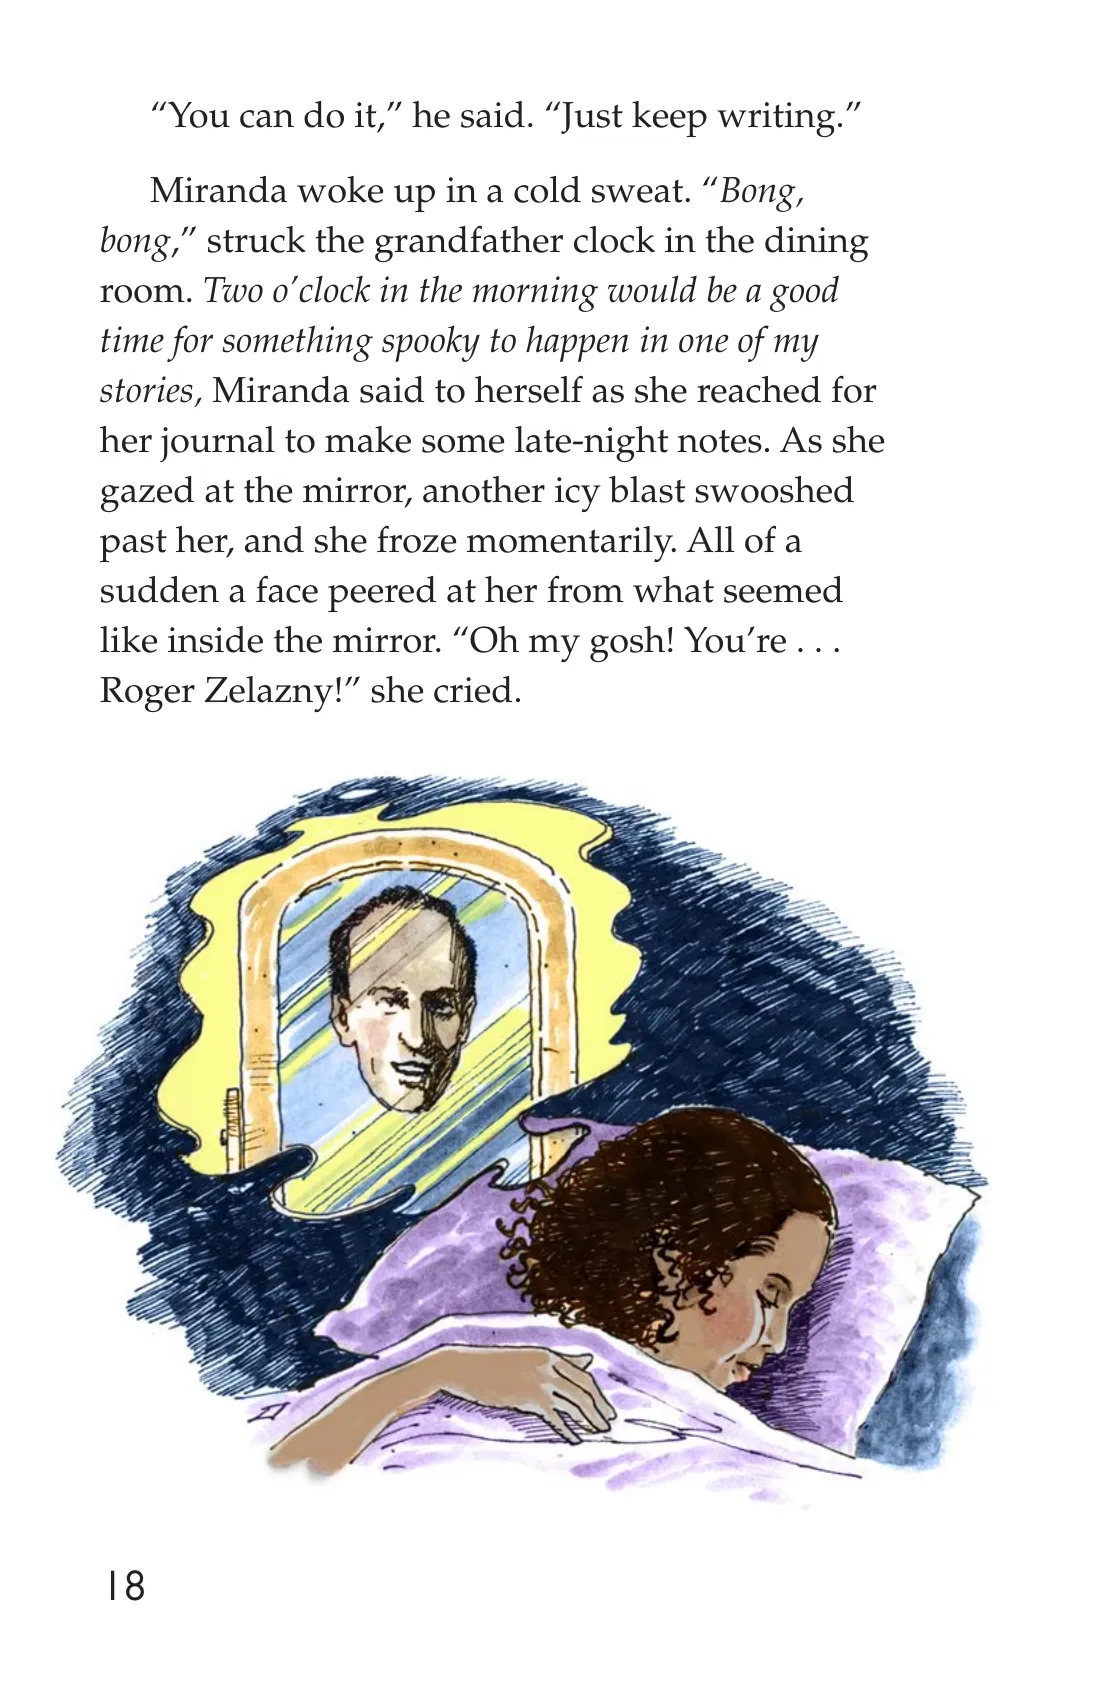 “You can do it,” he said. “Just keep writing.”
Miranda woke up in a cold sweat. “Bong,
bong,” struck the grandfather clock in the dining
room. Two o’clock in the morning would be a good
time for something spooky to happen in one of my
stories, Miranda said to herself as she reached for
her journal to make some late-night notes. As she
gazed at the mirror, another icy blast swooshed
past her, and she froze momentarily. All of a
sudden a face peered at her from what seemed
like inside the mirror. “Oh my gosh! You’re . . .
Roger Zelazny!” she cried.
18